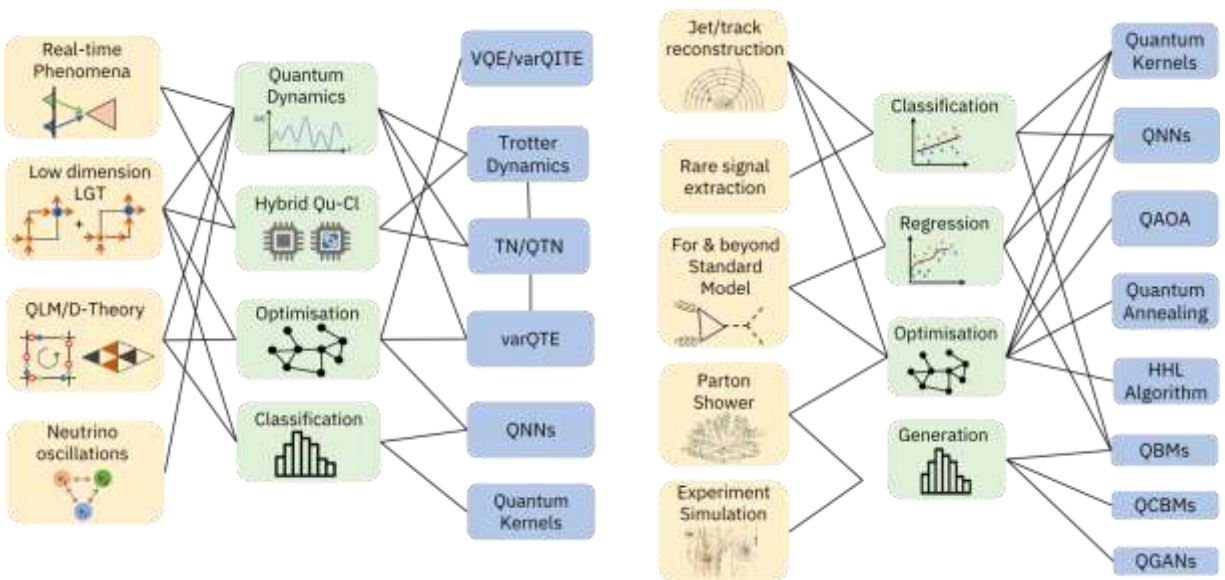 Real-time
Phenomena
Low dimension
LGT
+
QLM/D-Theory
Neutrino
oscillations
Quantum
Dynamics
Hybrid Qu-Cl
Optimisation
Classification
VQE/varQITE
Trotter
Dynamics
TN/QTN
varQTE
QNNs
Quantum
Kernels
Jet/track
reconstruction
Rare signal
extraction
For & beyond
Standard
Model
Parton
Shower
Experiment
Simulation
Classification
Regression
Optimisation
Generation
Quantum
Kernels
QNNs
QAOA
Quantum
Annealing
HHL
Algorithm
QBMs
QCBMs
QGANs